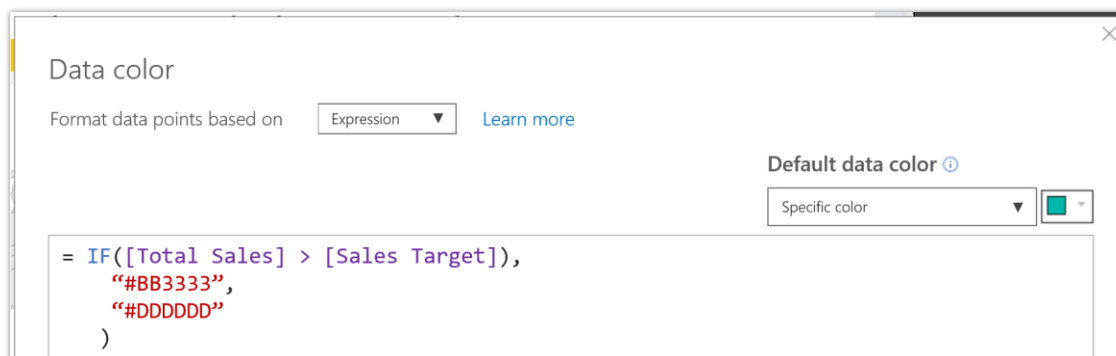 Data color
Format data points based on Expression Learn more
Default data color
Specific color
= IF([Total Sales] > [Sales Target]),
“#BB3333”,
“#DDDDDD”
)